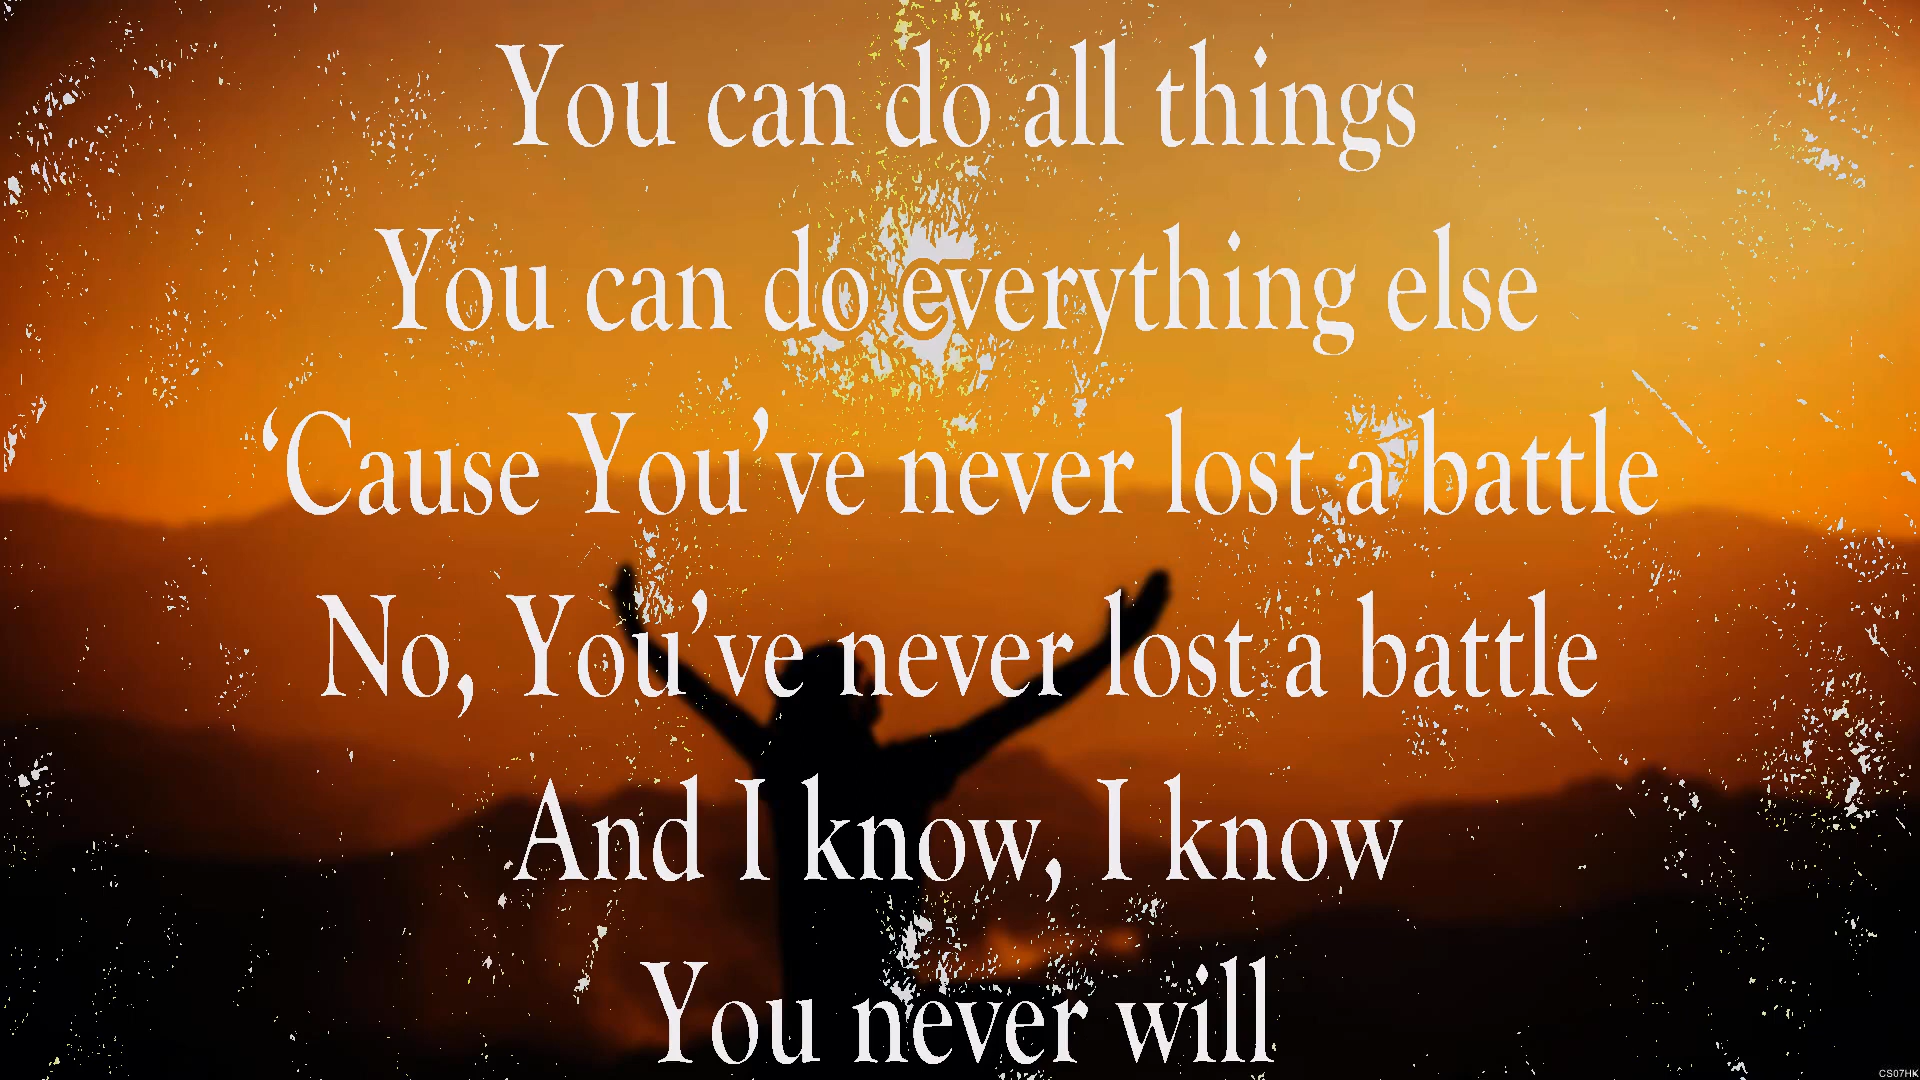 You can do all things
You can do everything else
‘Cause You’ve never lost a battle
No, You’ve never lost a battle
And I know, I know
You never will
CS07HK